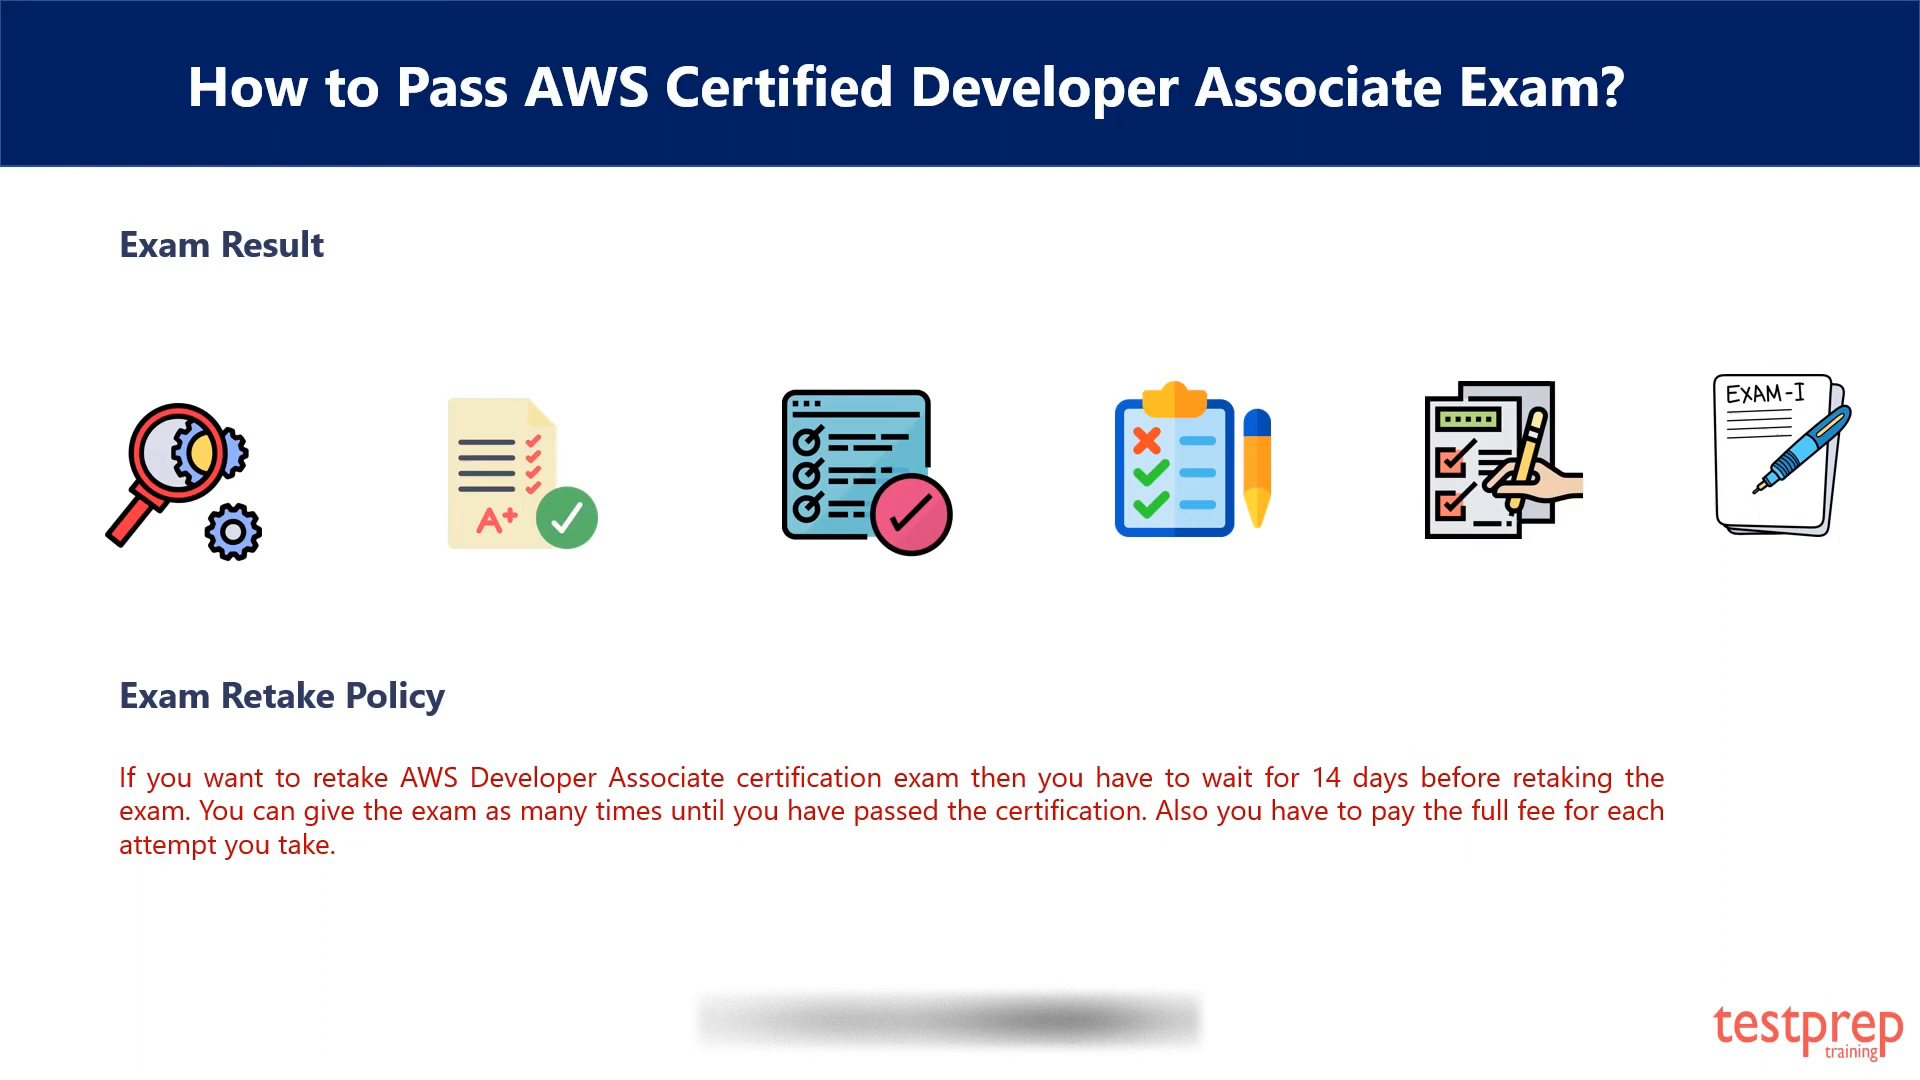 How to Pass AWS Certified Developer Associate Exam?
Exam Result
A+
EXAM-I
Exam Retake Policy
If you want to retake AWS Developer Associate certification exam then you have to wait for 14 days before retaking the
exam. You can give the exam as many times until you have passed the certification. Also you have to pay the full fee for each
attempt you take.
testprep
training